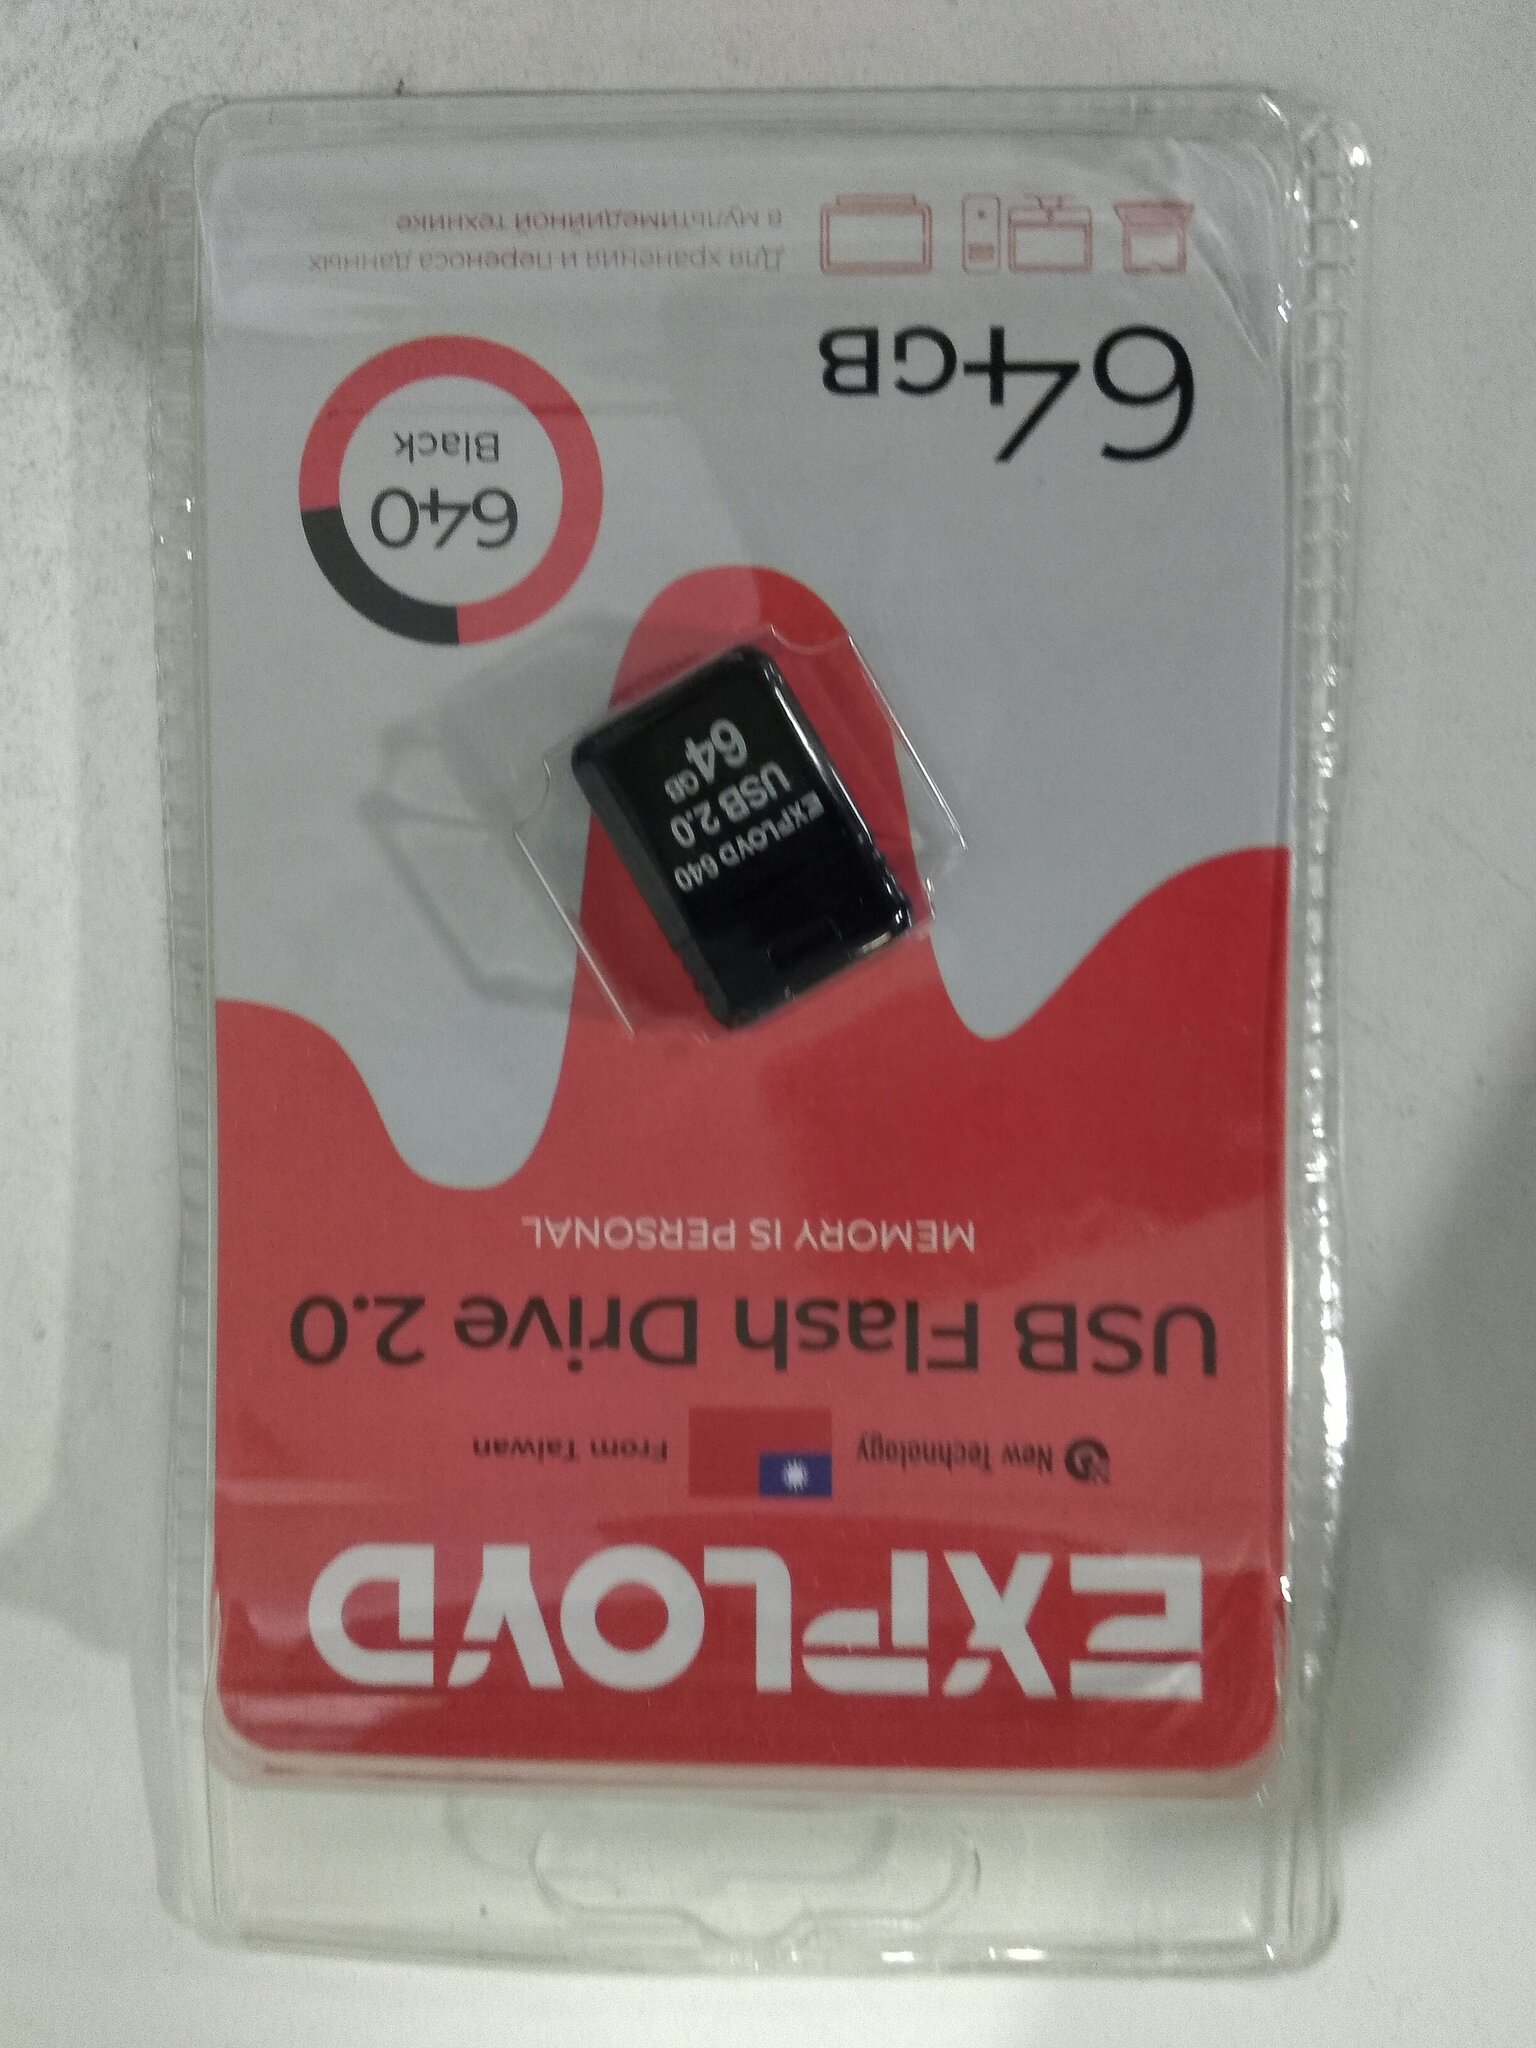 EXPLOYD
New Technology
From Taiwan
USB Flash Drive 2.0
MEMORY IS PERSONAL
EXPLOYD 640
USB 2.0
64GB
640
Black
64GB
Для хранения и переноса данных
в мультимедийной технике